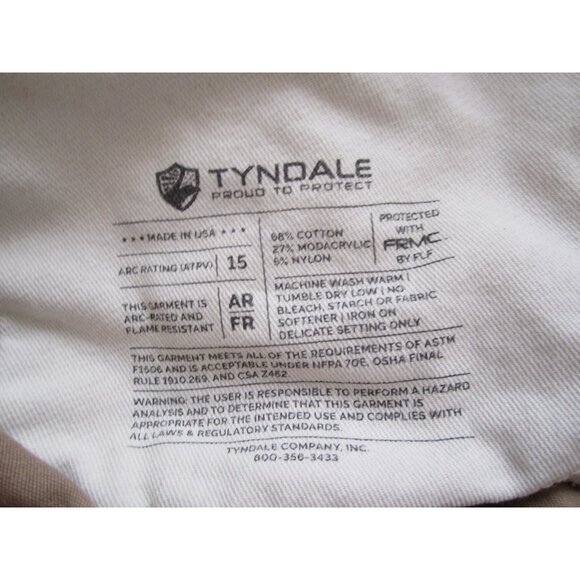 TYNDALE
PROUD TO PROTECT
*** MADE IN USA ***
ARC RATING (ATPV) 15
THIS GARMENT IS
ARC-RATED AND
FLAME RESISTANT
AR
FR
68% COTTON
27% MODACRYLIC
5% NYLON
PROTECTED
WITH
FRMC
BY FLF
MACHINE WASH WARM |
TUMBLE DRY LOW | NO
BLEACH, STARCH OR FABRIC
SOFTENER | IRON ON
DELICATE SETTING ONLY
THIS GARMENT MEETS ALL OF THE REQUIREMENTS OF ASTM
F1506 AND IS ACCEPTABLE UNDER NFPA 70E, OSHA FINAL
RULE 1910.269, AND CSA Z462.
WARNING: THE USER IS RESPONSIBLE TO PERFORM A HAZARD
ANALYSIS AND TO DETERMINE THAT THIS GARMENT IS
APPROPRIATE FOR THE INTENDED USE AND COMPLIES WITH
ALL LAWS & REGULATORY STANDARDS.
TYNDALE COMPANY, INC.
800-356-3433